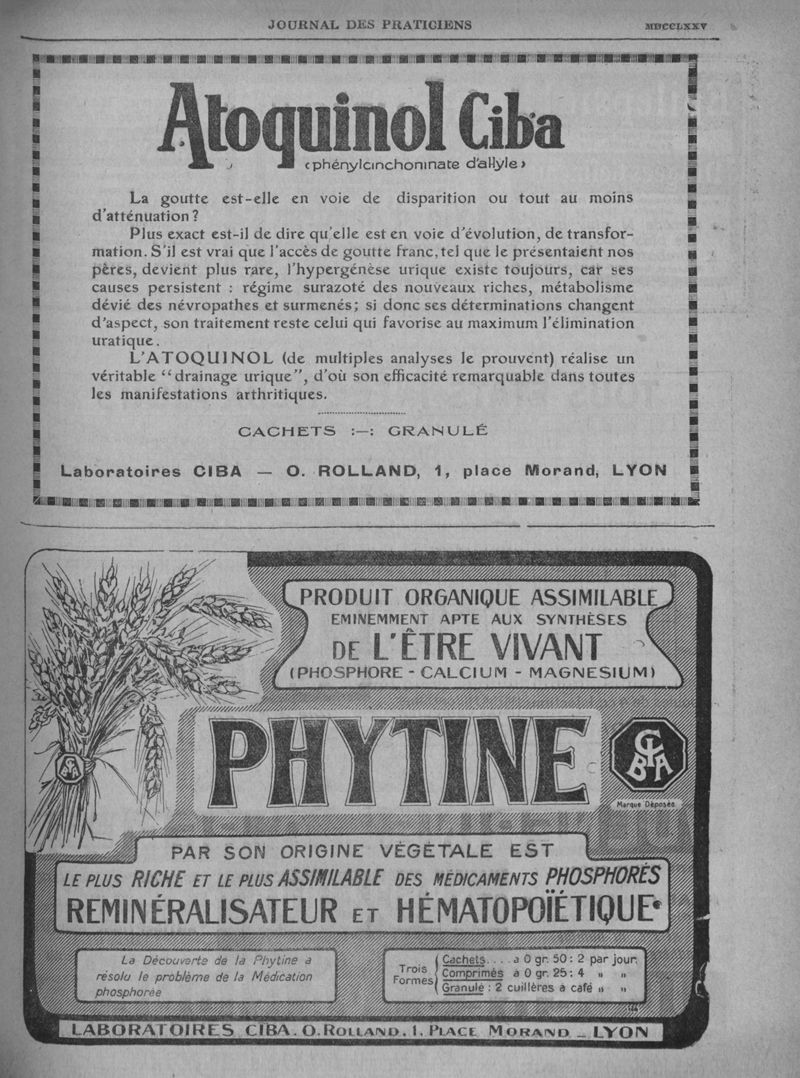 JOURNAL DES PRATICIENS MDCCLXXV
Atoquinol Ciba
‹phénylcinchoninate d'allyle›
La goutte est-elle en voie de disparition ou tout au moins
d'atténuation?
Plus exact est-il de dire qu'elle est en voie d'évolution, de transfor-
mation. S'il est vrai que l'accès de goutte franc, tel que le présentaient nos
pères, devient plus rare, l'hypergénèse urique existe toujours, car ses
causes persistent : régime surazoté des nouveaux riches, métabolisme
dévié des névropathes et surmenés; si donc ses déterminations changent
d'aspect, son traitement reste celui qui favorise au maximum l'élimination
uratique.
L'ATOQUINOL (de multiples analyses le prouvent) réalise un
véritable “drainage urique”, d'où son efficacité remarquable dans toutes
les manifestations arthritiques.
CACHETS :—: GRANULÉ
Laboratoires CIBA — O. ROLLAND, 1, place Morand, LYON
PRODUIT ORGANIQUE ASSIMILABLE
EMINEMMENT APTE AUX SYNTHÈSES
DE L'ÊTRE VIVANT
(PHOSPHORE - CALCIUM - MAGNESIUM)
PHYTINE
CIBA
Marque Déposée
CIBA
PAR SON ORIGINE VÉGÉTALE EST
LE PLUS RICHE ET LE PLUS ASSIMILABLE DES MÉDICAMENTS PHOSPHORÉS
REMINÉRALISATEUR ET HÉMATOPOÏÉTIQUE
La Découverte de la Phytine a
résolu le problème de la Médication
phosphorée
Trois Formes
Cachets.... a 0 gr. 50 : 2 par jour.
Comprimés a 0 gr. 25 : 4 " "
Granulé : 2 cuillères à café " "
LABORATOIRES CIBA. O. ROLLAND. 1, PLACE MORAND _ LYON